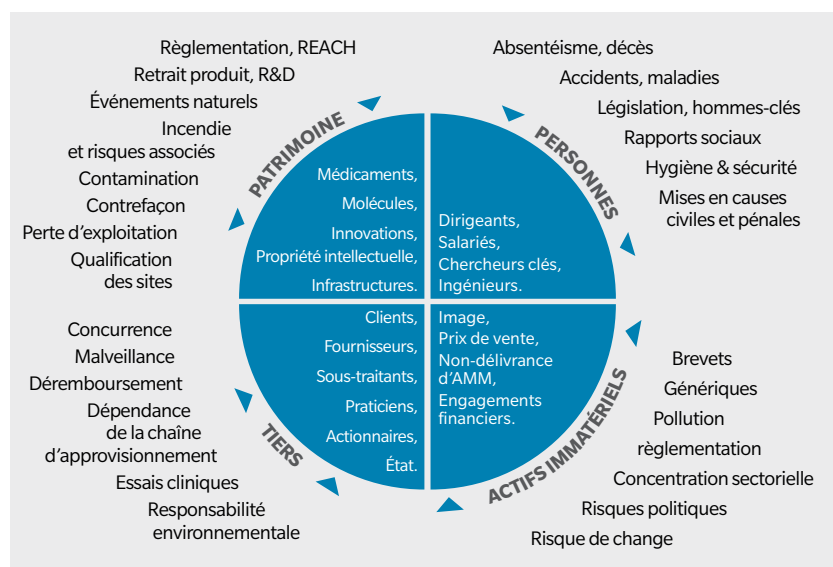 Règlementation, REACH
Retrait produit, R&D
Événements naturels
Incendie
et risques associés
Contamination
Contrefaçon
Perte d'exploitation
Qualification
des sites
PATRIMOINE
Médicaments,
Molécules,
Innovations,
Propriété intellectuelle,
Infrastructures.
Absentéisme, décès
Accidents, maladies
Législation, hommes-clés
Rapports sociaux
Hygiène & sécurité
Mises en causes
civiles et pénales
PERSONNES
Dirigeants,
Salariés,
Chercheurs clés,
Ingénieurs.
Concurrence
Malveillance
Déremboursement
Dépendance
de la chaîne
d'approvisionnement
Essais cliniques
Responsabilité
environnementale
TIERS
Clients,
Fournisseurs,
Sous-traitants,
Praticiens,
Actionnaires,
État.
Image,
Prix de vente,
Non-délivrance
d'AMM,
Engagements
financiers.
ACTIFS IMMATÉRIELS
Brevets
Génériques
Pollution
règlementation
Concentration sectorielle
Risques politiques
Risque de change